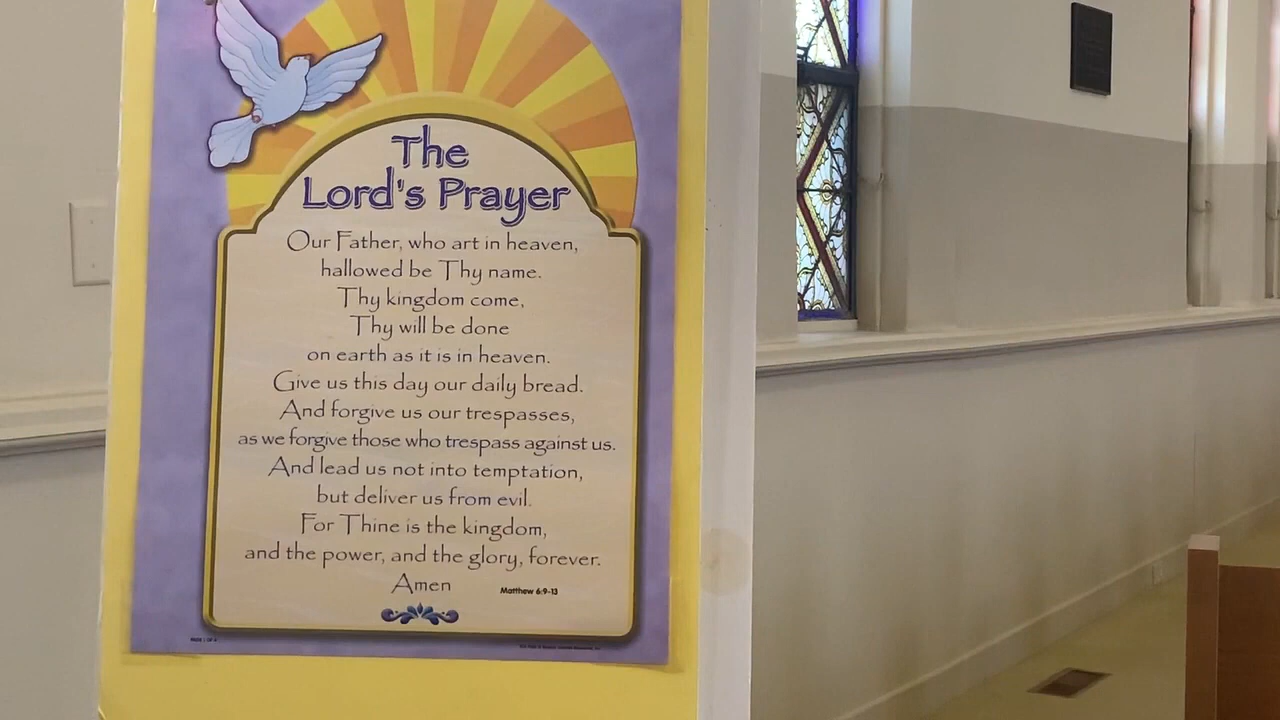 The
Lord's Prayer
Our Father, who art in heaven,
hallowed be Thy name.
Thy kingdom come,
Thy will be done
on earth as it is in heaven.
Give us this day our daily bread.
And forgive us our trespasses,
as we forgive those who trespass against us.
And lead us not into temptation,
but deliver us from evil.
For Thine is the kingdom,
and the power, and the glory, forever.
Amen
Matthew 6:9-13